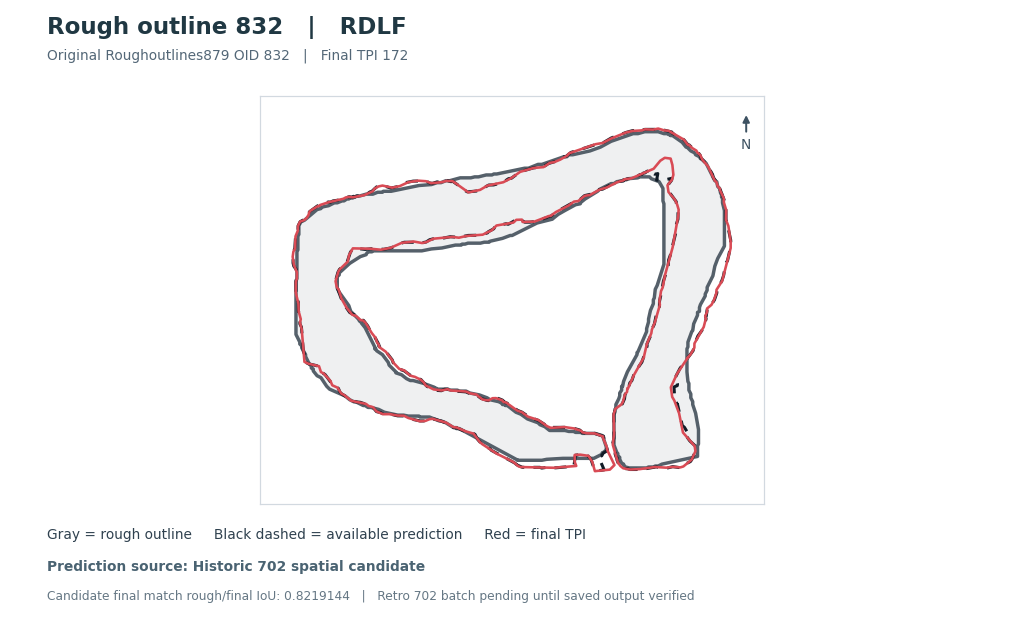 Rough outline 832   |   RDLF
Original Roughoutlines879 OID 832   |   Final TPI 172
N
Gray = rough outline     Black dashed = available prediction     Red = final TPI
Prediction source: Historic 702 spatial candidate
Candidate final match rough/final IoU: 0.8219144   |   Retro 702 batch pending until saved output verified